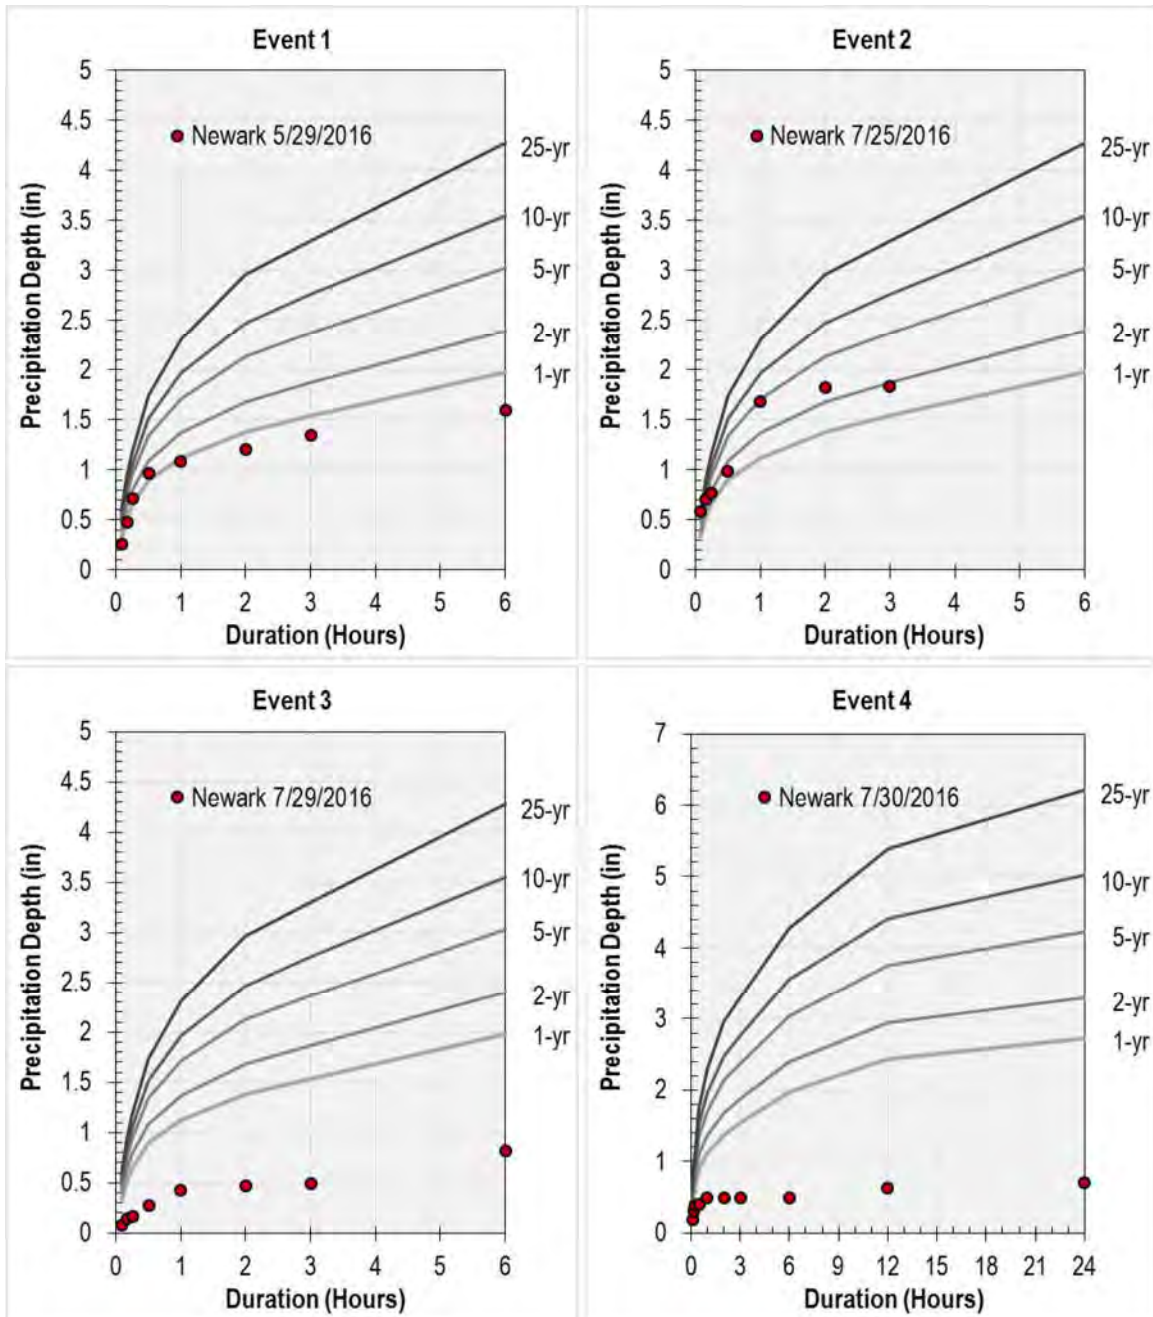 Event 1
5
4.5
4
3.5
3
2.5
2
1.5
1
0.5
0
Precipitation Depth (in)
Newark 5/29/2016
25-yr
10-yr
5-yr
2-yr
1-yr
0 1 2 3 4 5 6
Duration (Hours)
Event 2
5
4.5
4
3.5
3
2.5
2
1.5
1
0.5
0
Precipitation Depth (in)
Newark 7/25/2016
25-yr
10-yr
5-yr
2-yr
1-yr
0 1 2 3 4 5 6
Duration (Hours)
Event 3
5
4.5
4
3.5
3
2.5
2
1.5
1
0.5
0
Precipitation Depth (in)
Newark 7/29/2016
25-yr
10-yr
5-yr
2-yr
1-yr
0 1 2 3 4 5 6
Duration (Hours)
Event 4
7
6
5
4
3
2
1
0
Precipitation Depth (in)
Newark 7/30/2016
25-yr
10-yr
5-yr
2-yr
1-yr
0 3 6 9 12 15 18 21 24
Duration (Hours)